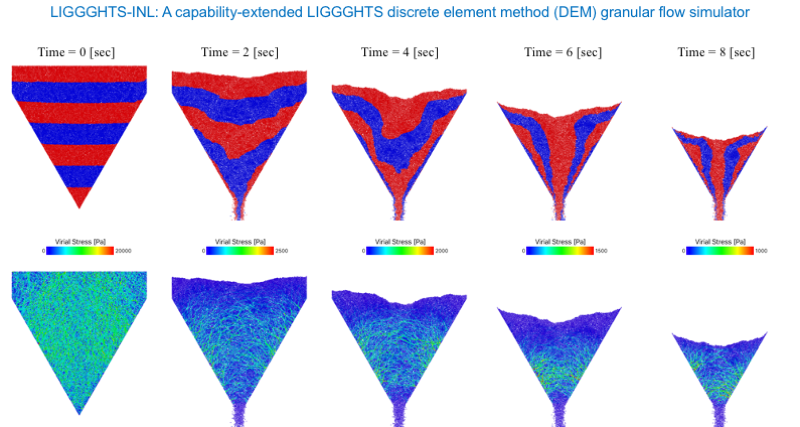 LIGGGHTS-INL: A capability-extended LIGGGHTS discrete element method (DEM) granular flow simulator
Time = 0 [sec]
Time = 2 [sec]
Time = 4 [sec]
Time = 6 [sec]
Time = 8 [sec]
Virial Stress [Pa]
0 20000
Virial Stress [Pa]
0 2500
Virial Stress [Pa]
0 2000
Virial Stress [Pa]
0 1500
Virial Stress [Pa]
0 1000